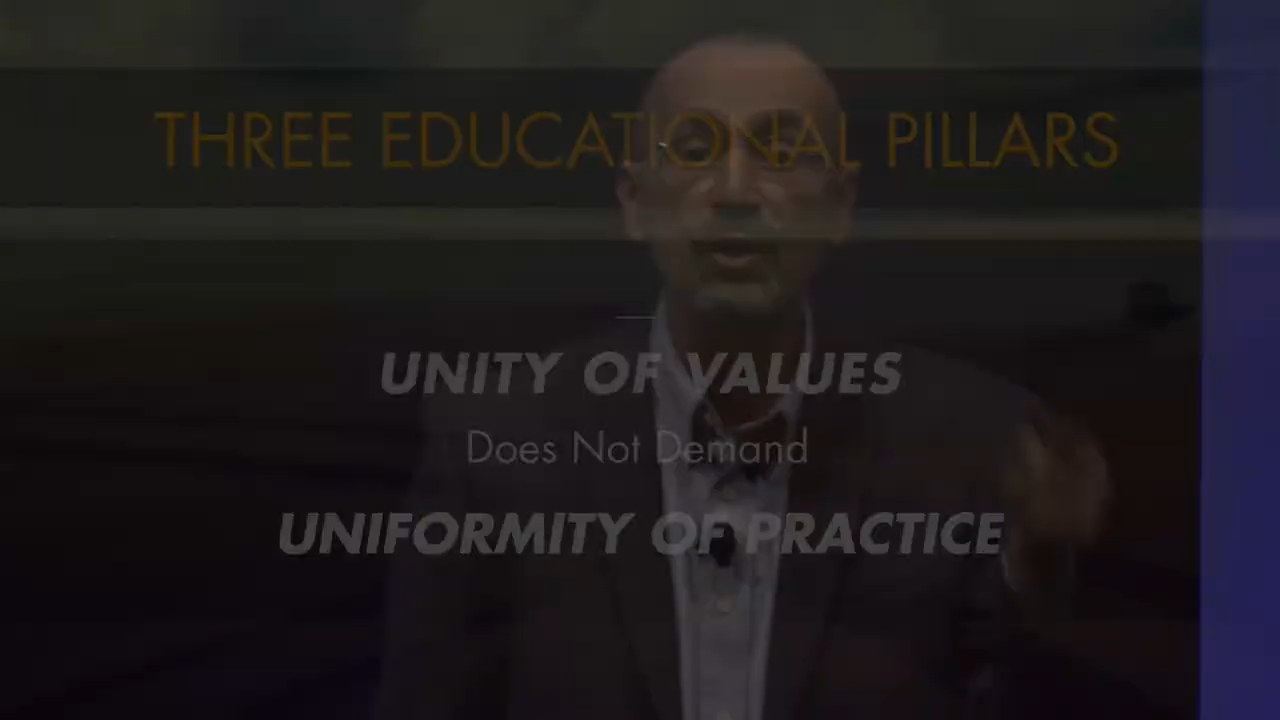 THREE EDUCATIONAL PILLARS
UNITY OF VALUES
Does Not Demand
UNIFORMITY OF PRACTICE